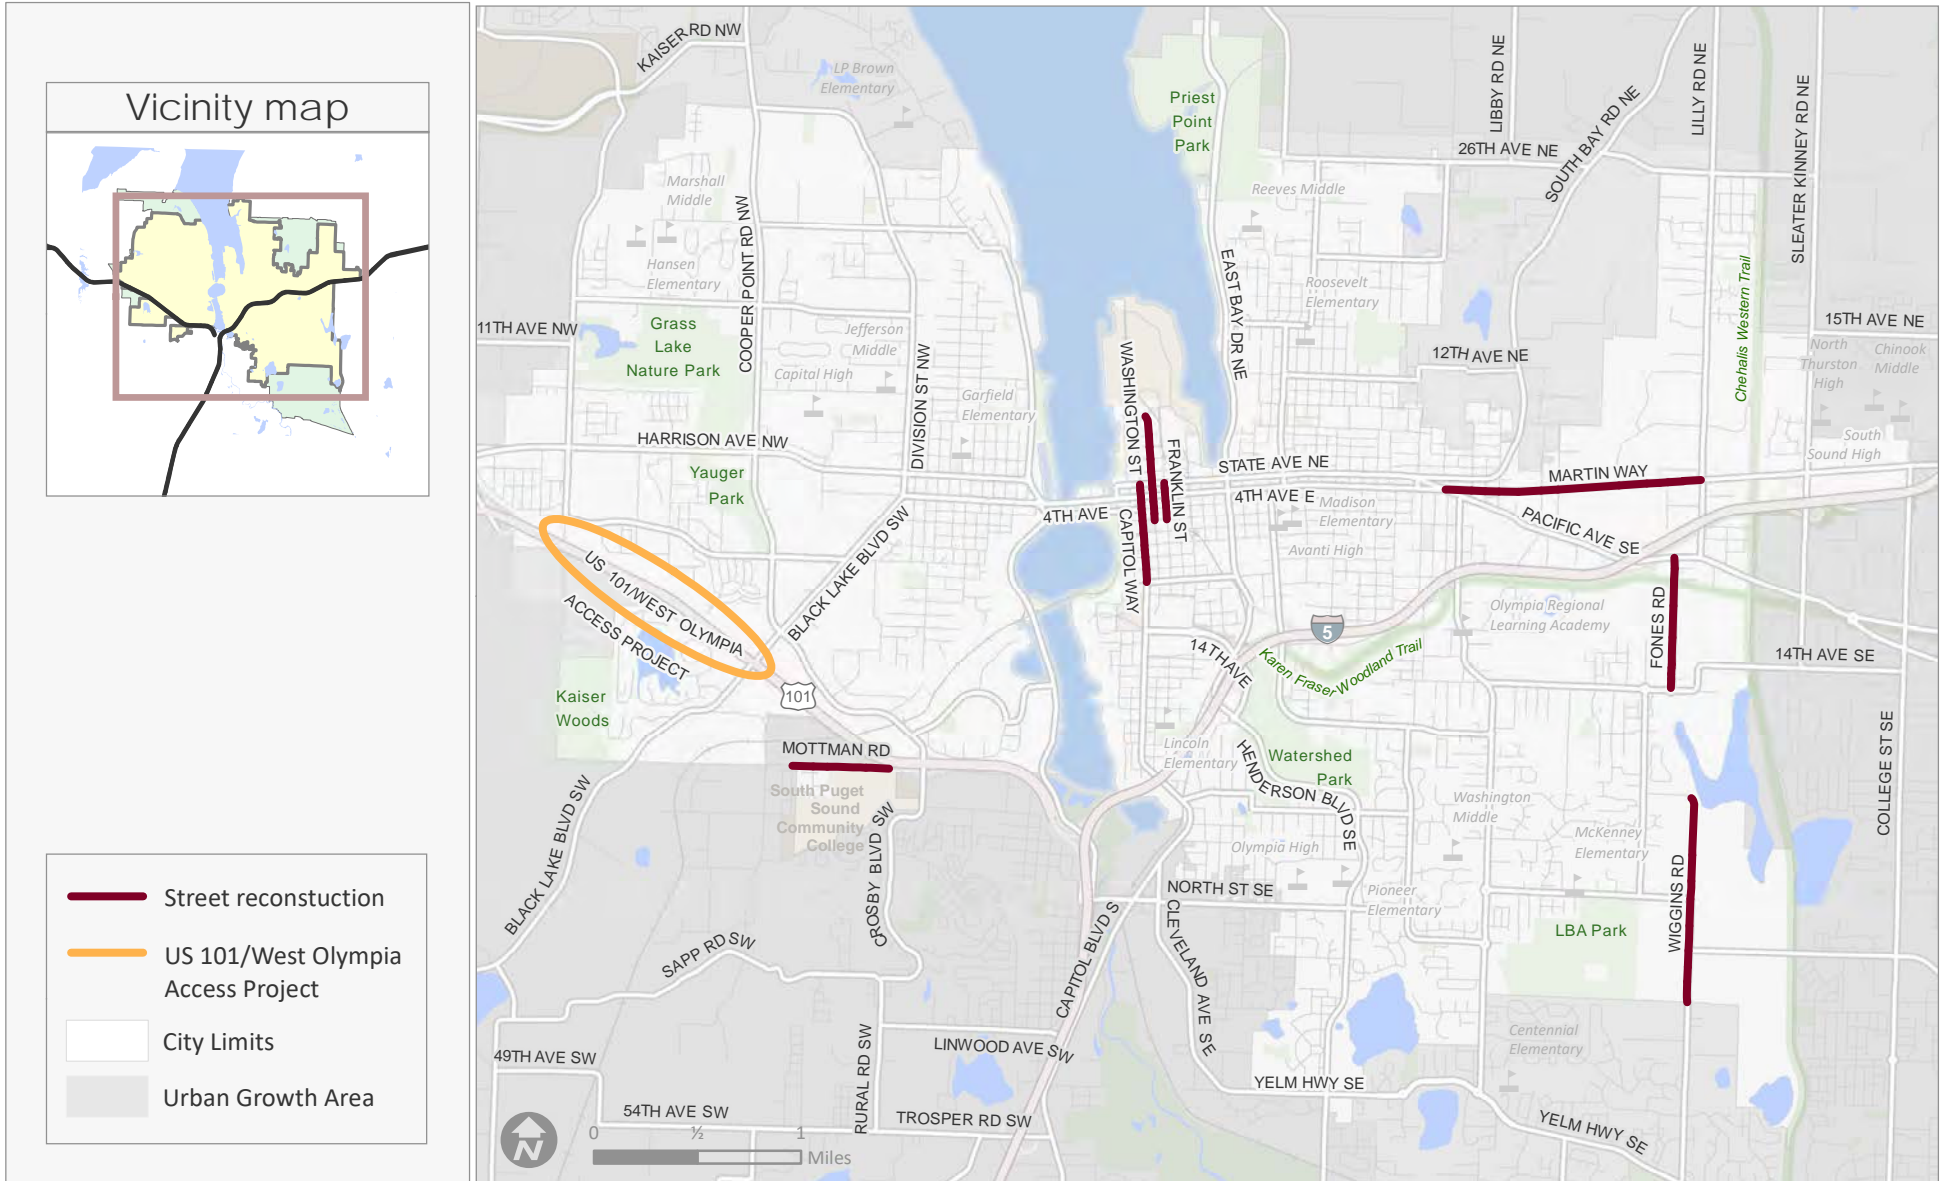 Vicinity map
Street reconstuction
US 101/West Olympia
Access Project
City Limits
Urban Growth Area
KAISER RD NW
LP Brown
Elementary
Priest
Point
Park
LIBBY RD NE
SOUTH BAY RD NE
LILLY RD NE
SLEATER KINNEY RD NE
26TH AVE NE
Marshall
Middle
COOPER POINT RD NW
Reeves Middle
Hansen
Elementary
EAST BAY DR NE
Roosevelt
Elementary
Chehalis Western Trail
11TH AVE NW
Grass
Lake
Nature Park
Jefferson
Middle
Capital High
DIVISION ST NW
Garfield
Elementary
WASHINGTON ST
FRANKLIN ST
12TH AVE NE
15TH AVE NE
North
Thurston
High
Chinook
Middle
South
Sound High
HARRISON AVE NW
Yauger
Park
STATE AVE NE
4TH AVE E
4TH AVE
CAPITOL WAY
Madison
Elementary
Avanti High
MARTIN WAY
PACIFIC AVE SE
US 101/WEST OLYMPIA
ACCESS PROJECT
BLACK LAKE BLVD SW
5
Olympia Regional
Learning Academy
FONES RD
14TH AVE
Karen Fraser Woodland Trail
14TH AVE SE
Kaiser
Woods
101
MOTTMAN RD
South Puget
Sound
Community
College
CROSBY BLVD SW
BLACK LAKE BLVD SW
Lincoln
Elementary
HENDERSON BLVD SE
Watershed
Park
Washington
Middle
McKenney
Elementary
COLLEGE ST SE
Olympia High
NORTH ST SE
Pioneer
Elementary
LBA Park
WIGGINS RD
SAPP RD SW
CAPITOL BLVD S
CLEVELAND AVE SE
Centennial
Elementary
49TH AVE SW
RURAL RD SW
LINWOOD AVE SW
YELM HWY SE
54TH AVE SW
TROSPER RD SW
YELM HWY SE
N
0
½
1
Miles